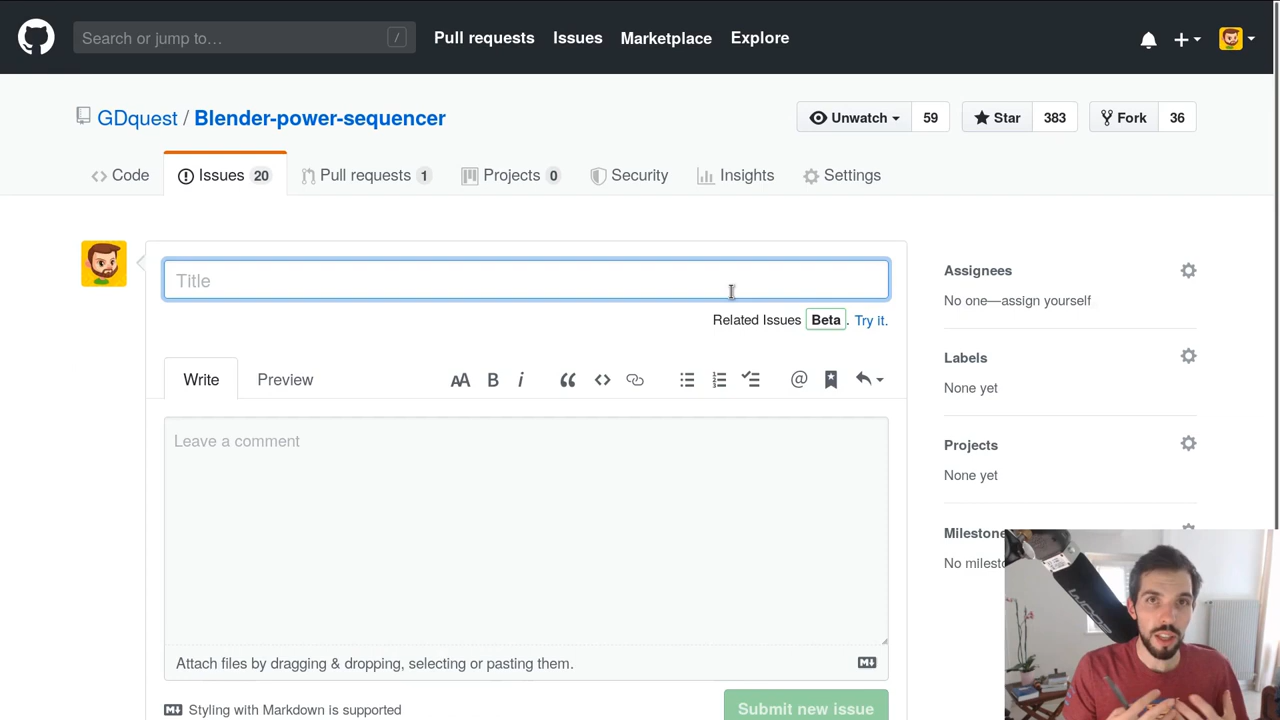 Search or jump to… /
Pull requests
Issues
Marketplace
Explore
GDquest / Blender-power-sequencer
Unwatch 59
Star 383
Fork 36
Code
Issues 20
Pull requests 1
Projects 0
Security
Insights
Settings
Title
Related Issues Beta . Try it.
Write
Preview
AA B i
Leave a comment
Attach files by dragging & dropping, selecting or pasting them.
Styling with Markdown is supported
Submit new issue
Assignees
No one—assign yourself
Labels
None yet
Projects
None yet
Milestone
No milest